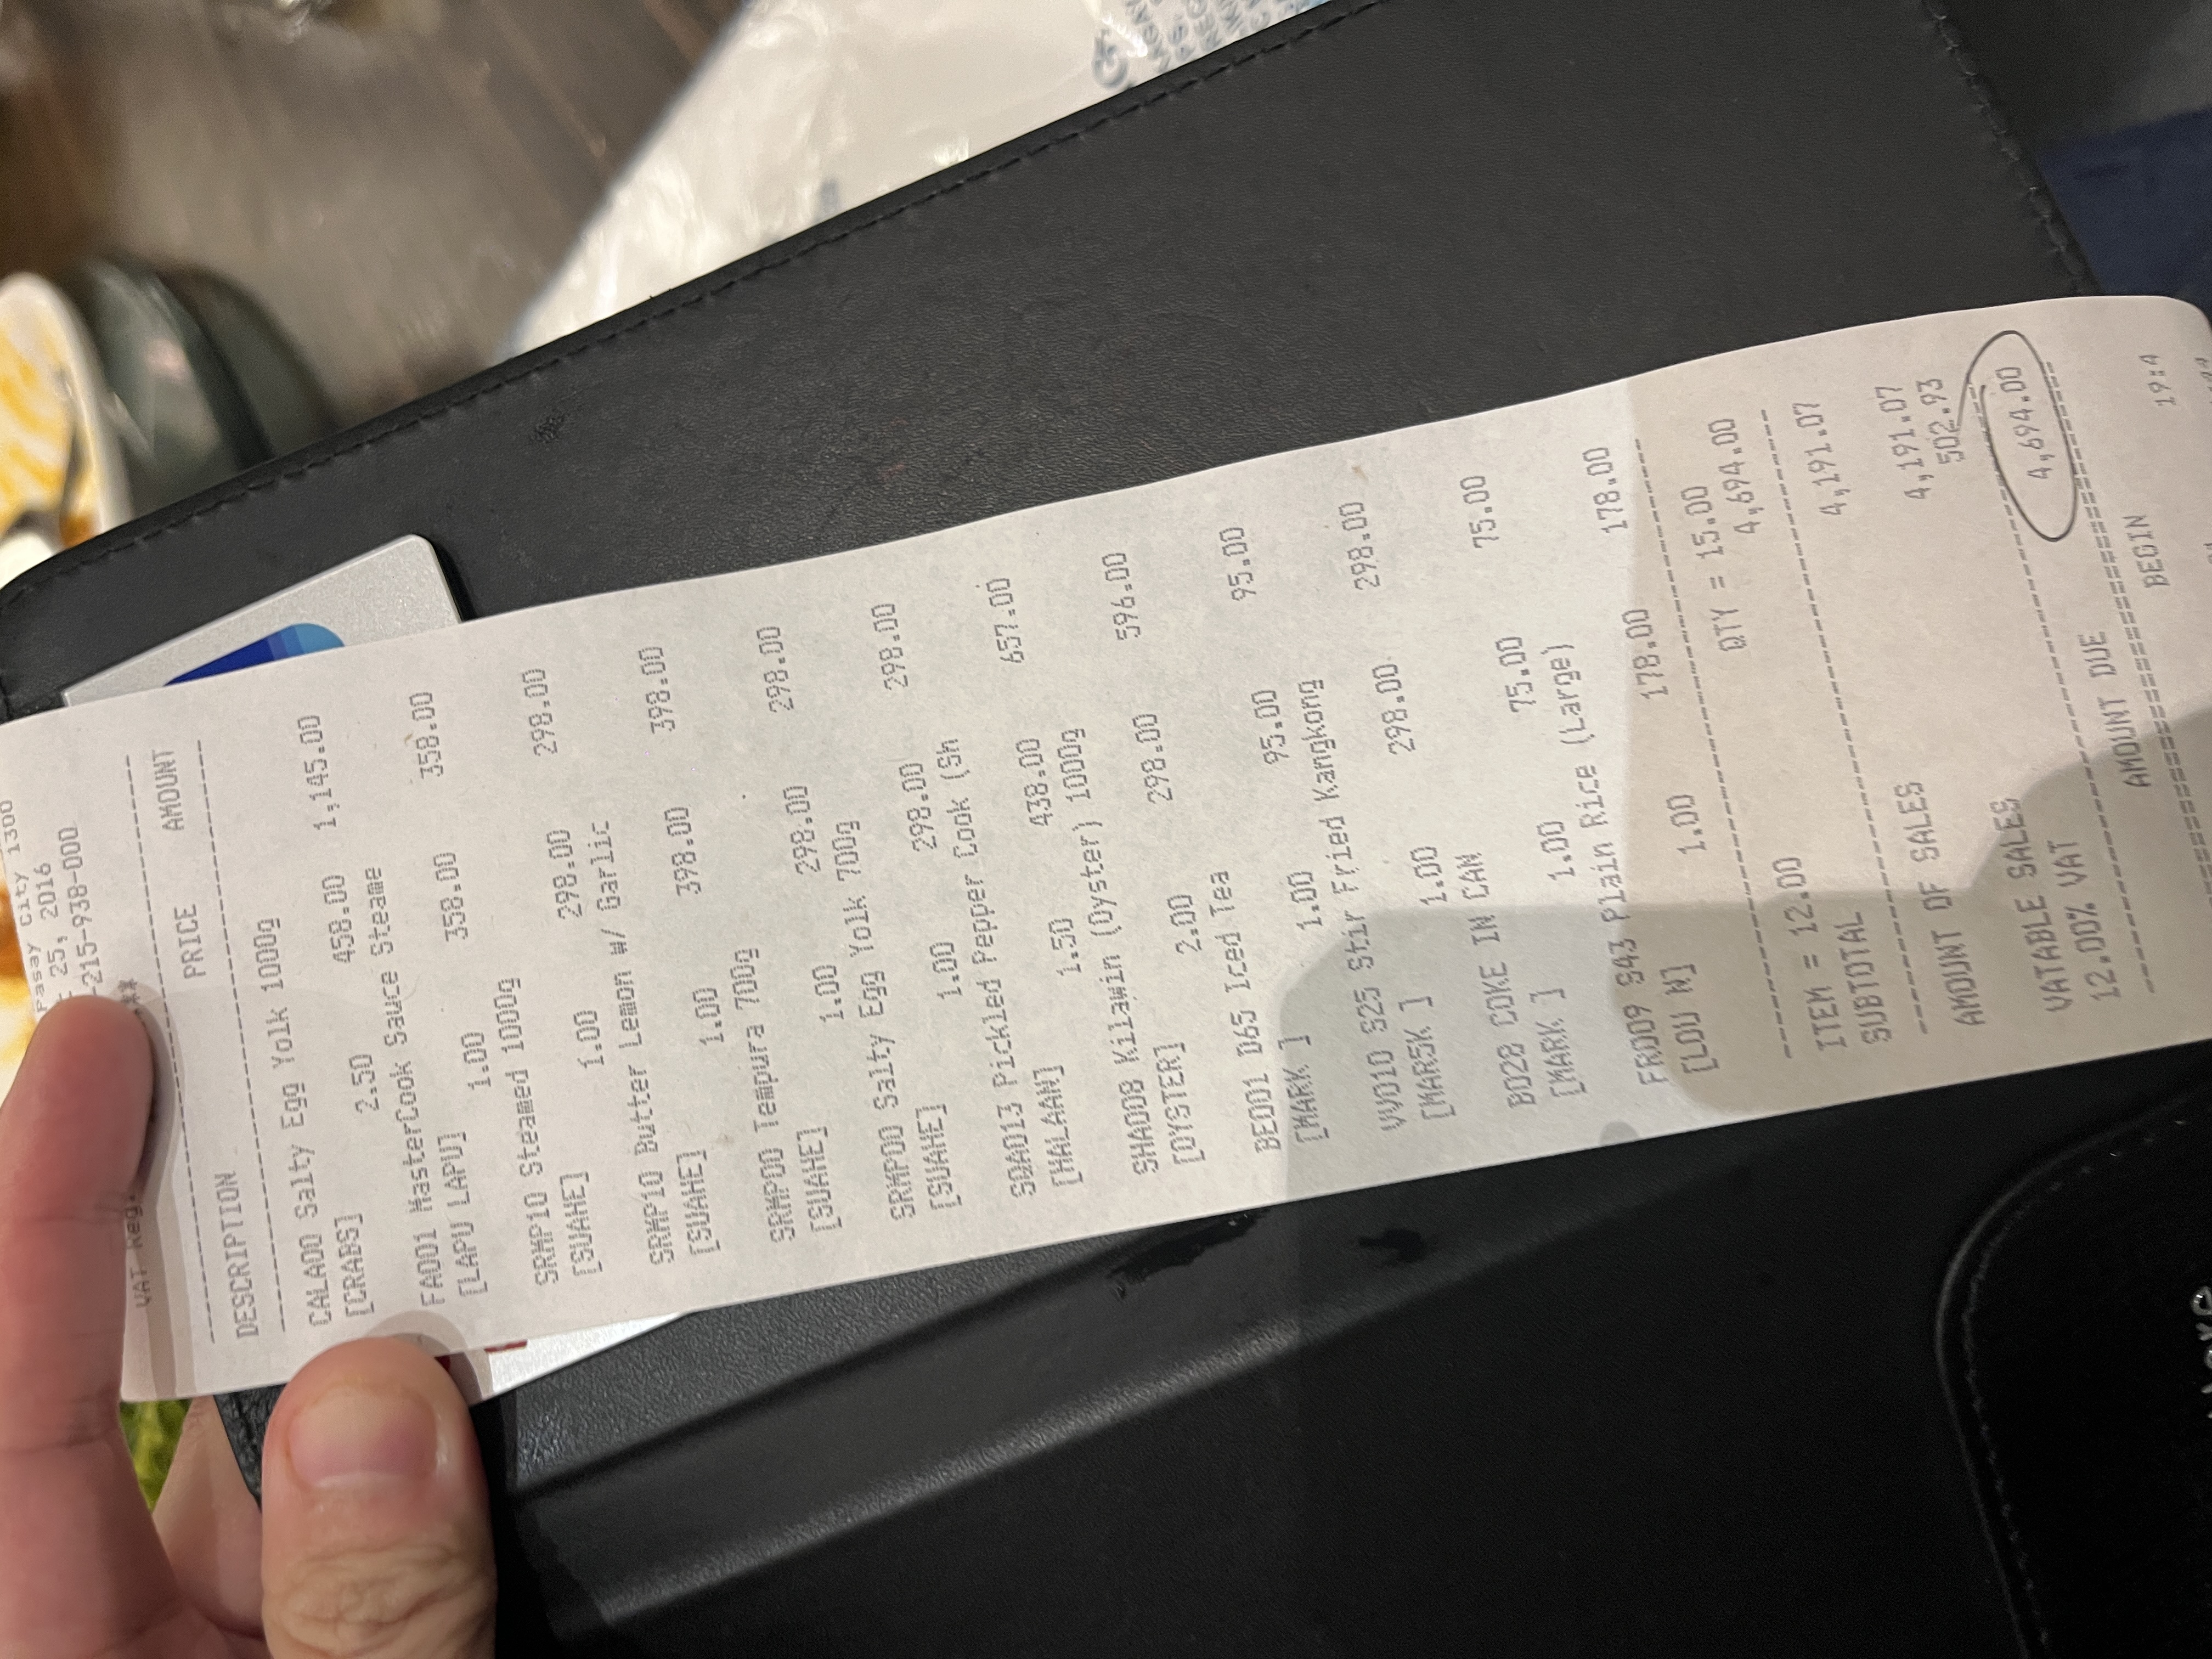 Pasay City 1300
25, 2016
-215-938-000
VAT Reg
DESCRIPTION PRICE AMOUNT
CALA00 Salty Egg Yolk 1000g
[CRABS] 2.50 458.00 1,145.00
FA001 MasterCook Sauce Steame
[LAPU LAPU] 1.00 358.00 358.00
SRMP10 Steamed 1000g
[SUAHE] 1.00 298.00 298.00
SRMP10 Butter Lemon w/ Garlic
[SUAHE] 1.00 398.00 398.00
SRMP00 Tempura 700g
[SUAHE] 1.00 298.00 298.00
SRMP00 Salty Egg Yolk 700g
[SUAHE] 1.00 298.00 298.00
SQA013 Pickled Pepper Cook (Sh
[HALAAN] 1.50 438.00 657.00
SHA008 Kilawin (Oyster) 1000g
[OYSTER] 2.00 298.00 596.00
BE001 D65 Iced Tea
[MARK ] 1.00 95.00 95.00
VV010 S25 Stir Fried Kangkong
[MARSK ] 1.00 298.00 298.00
B028 COKE IN CAN
[MARK ] 1.00 75.00 75.00
FR009 S43 Plain Rice (Large)
[LOU N] 1.00 178.00 178.00
ITEM = 12.00 QTY = 15.00
SUBTOTAL 4,694.00
AMOUNT OF SALES 4,191.07
VATABLE SALES 4,191.07
12.00% VAT 502.93
AMOUNT DUE 4,694.00
BEGIN
19:4